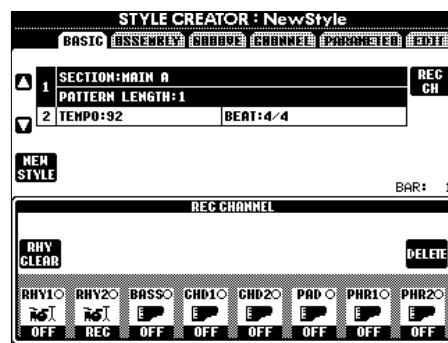 STYLE CREATOR : NewStyle
BASIC ASSEMBLY GROOVE CHANNEL PARAMETER EDIT
1 SECTION:MAIN A
PATTERN LENGTH:1
REC CH
2 TEMPO:92 BEAT:4/4
NEW STYLE
BAR: 1
REC CHANNEL
RHY CLEAR
DELETE
RHY1 RHY2 BASS CHD1 CHD2 PAD PHR1 PHR2
OFF REC OFF OFF OFF OFF OFF OFF